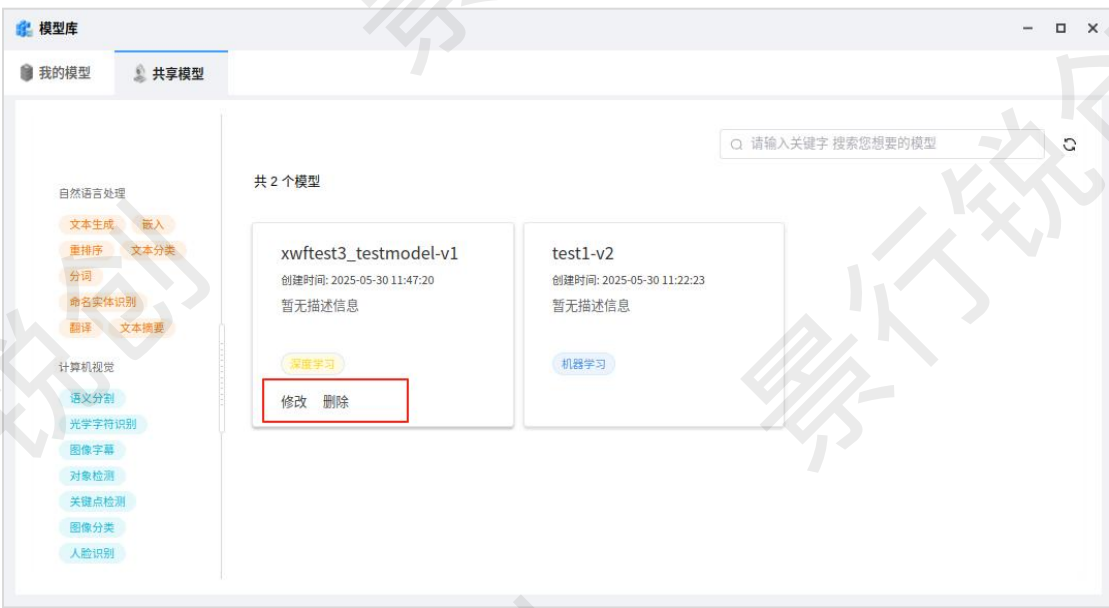 模型库
我的模型 共享模型
请输入关键字 搜索您想要的模型
共 2 个模型
自然语言处理
文本生成 嵌入
重排序 文本分类
分词
命名实体识别
翻译 文本摘要
计算机视觉
语义分割
光学字符识别
图像字幕
对象检测
关键点检测
图像分类
人脸识别
xwftest3_testmodel-v1
创建时间: 2025-05-30 11:47:20
暂无描述信息
深度学习
修改 删除
test1-v2
创建时间: 2025-05-30 11:22:23
暂无描述信息
机器学习
景行锐创